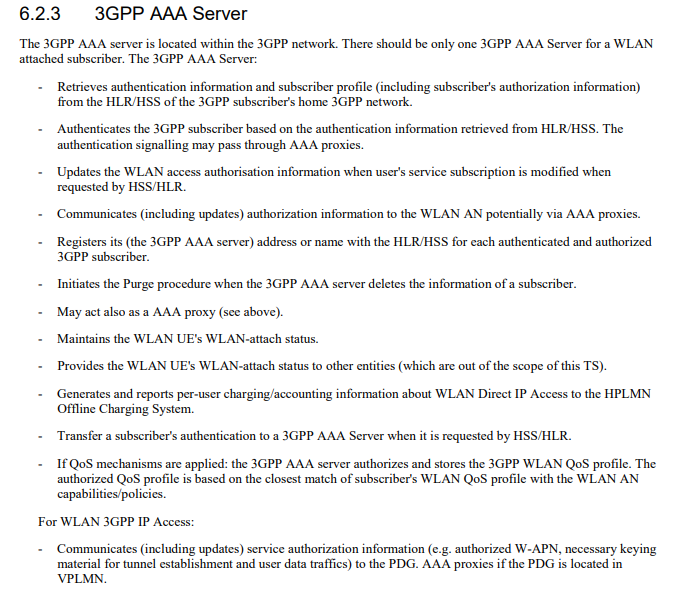 6.2.3 3GPP AAA Server
The 3GPP AAA server is located within the 3GPP network. There should be only one 3GPP AAA Server for a WLAN
attached subscriber. The 3GPP AAA Server:
- Retrieves authentication information and subscriber profile (including subscriber's authorization information)
from the HLR/HSS of the 3GPP subscriber's home 3GPP network.
- Authenticates the 3GPP subscriber based on the authentication information retrieved from HLR/HSS. The
authentication signalling may pass through AAA proxies.
- Updates the WLAN access authorisation information when user's service subscription is modified when
requested by HSS/HLR.
- Communicates (including updates) authorization information to the WLAN AN potentially via AAA proxies.
- Registers its (the 3GPP AAA server) address or name with the HLR/HSS for each authenticated and authorized
3GPP subscriber.
- Initiates the Purge procedure when the 3GPP AAA server deletes the information of a subscriber.
- May act also as a AAA proxy (see above).
- Maintains the WLAN UE's WLAN-attach status.
- Provides the WLAN UE's WLAN-attach status to other entities (which are out of the scope of this TS).
- Generates and reports per-user charging/accounting information about WLAN Direct IP Access to the HPLMN
Offline Charging System.
- Transfer a subscriber's authentication to a 3GPP AAA Server when it is requested by HSS/HLR.
- If QoS mechanisms are applied: the 3GPP AAA server authorizes and stores the 3GPP WLAN QoS profile. The
authorized QoS profile is based on the closest match of subscriber's WLAN QoS profile with the WLAN AN
capabilities/policies.
For WLAN 3GPP IP Access:
- Communicates (including updates) service authorization information (e.g. authorized W-APN, necessary keying
material for tunnel establishment and user data traffics) to the PDG. AAA proxies if the PDG is located in
VPLMN.